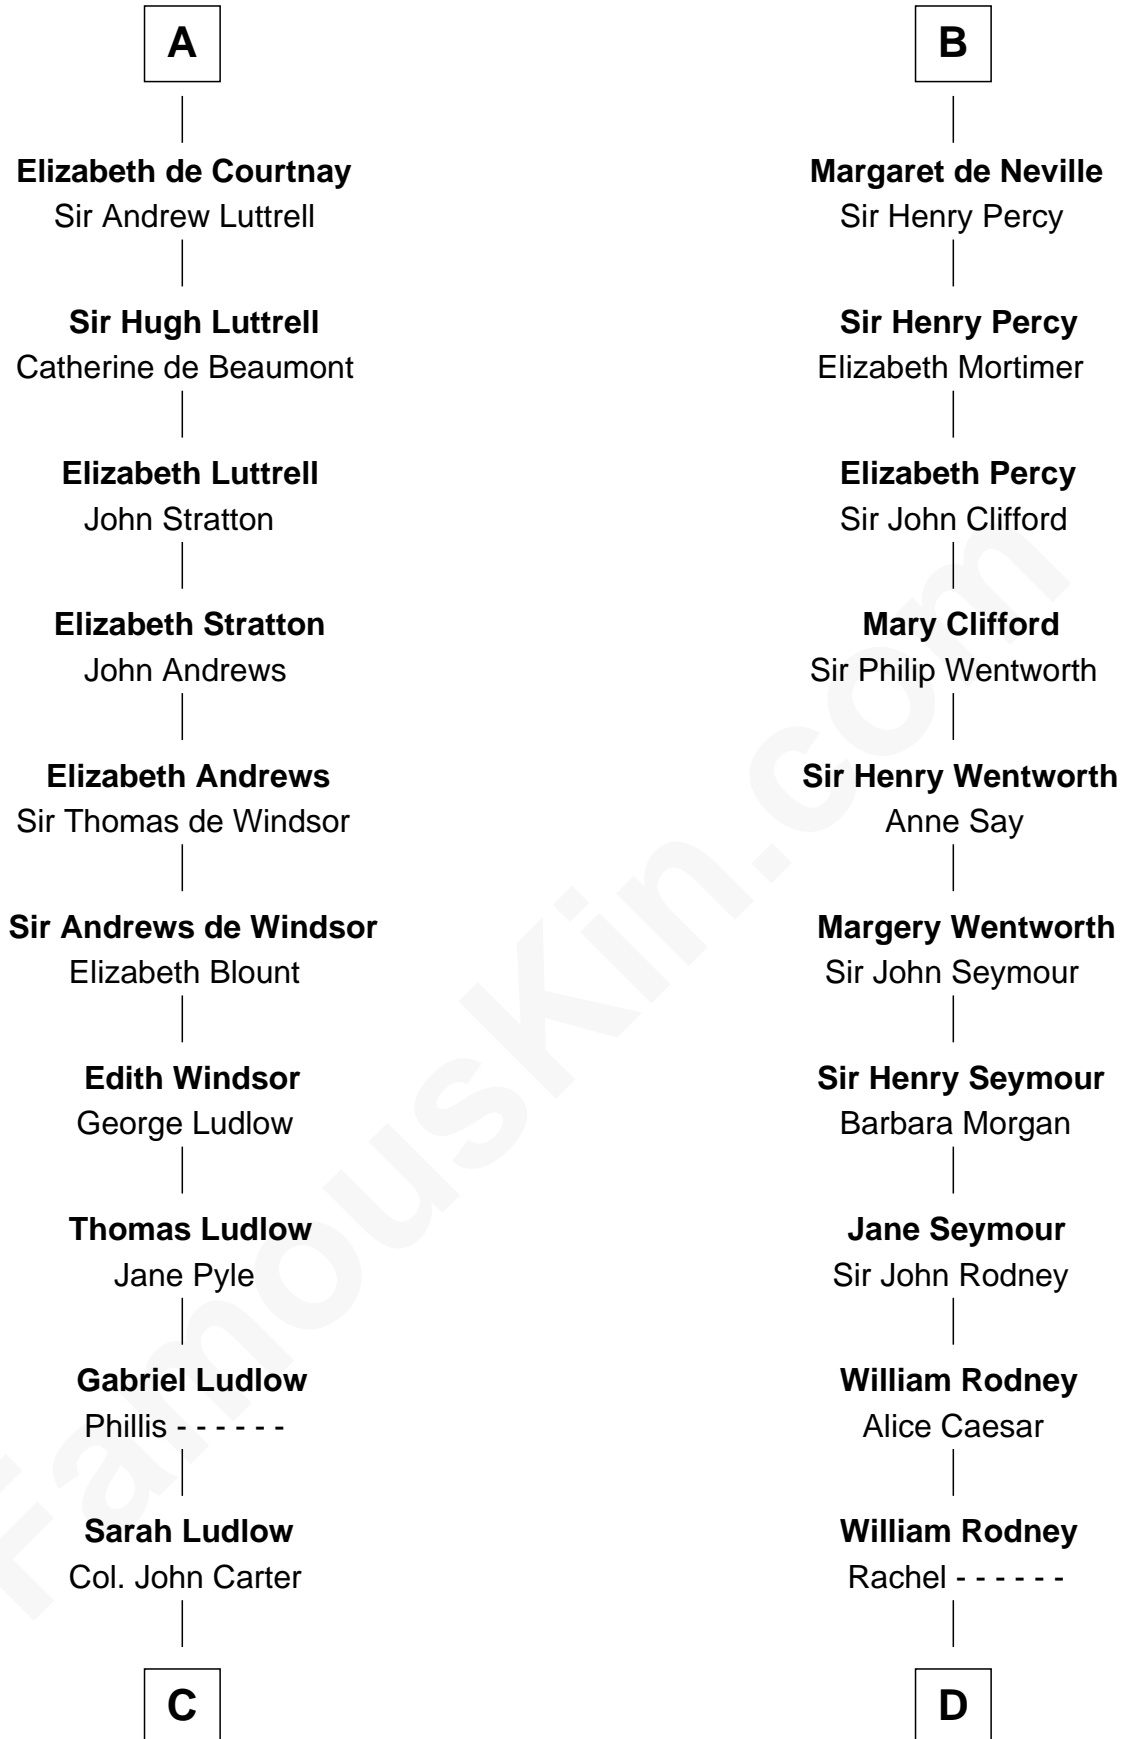 A
Elizabeth de Courtnay
Sir Andrew Luttrell
Sir Hugh Luttrell
Catherine de Beaumont
Elizabeth Luttrell
John Stratton
Elizabeth Stratton
John Andrews
Elizabeth Andrews
Sir Thomas de Windsor
Sir Andrews de Windsor
Elizabeth Blount
Edith Windsor
George Ludlow
Thomas Ludlow
Jane Pyle
Gabriel Ludlow
Phillis - - - - - -
Sarah Ludlow
Col. John Carter
C
B
Margaret de Neville
Sir Henry Percy
Sir Henry Percy
Elizabeth Mortimer
Elizabeth Percy
Sir John Clifford
Mary Clifford
Sir Philip Wentworth
Sir Henry Wentworth
Anne Say
Margery Wentworth
Sir John Seymour
Sir Henry Seymour
Barbara Morgan
Jane Seymour
Sir John Rodney
William Rodney
Alice Caesar
William Rodney
Rachel - - - - - -
D
FamousKin.com